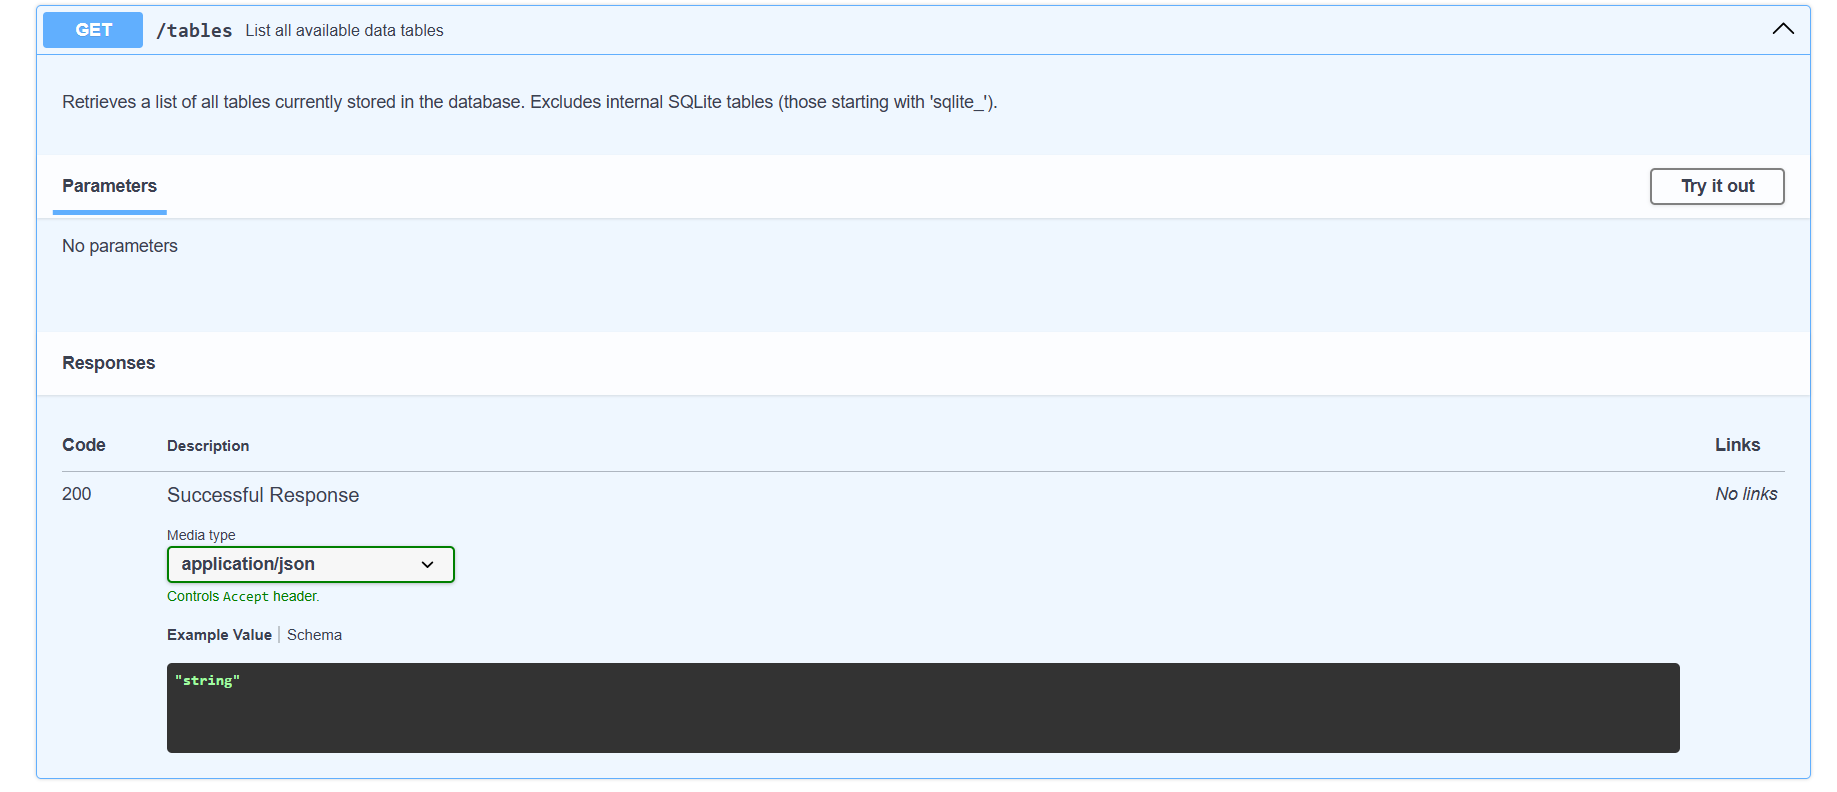 GET /tables List all available data tables
Retrieves a list of all tables currently stored in the database. Excludes internal SQLite tables (those starting with 'sqlite_').
Parameters
Try it out
No parameters
Responses
Code Description Links
200 Successful Response No links
Media type
application/json
Controls Accept header.
Example Value Schema
"string"